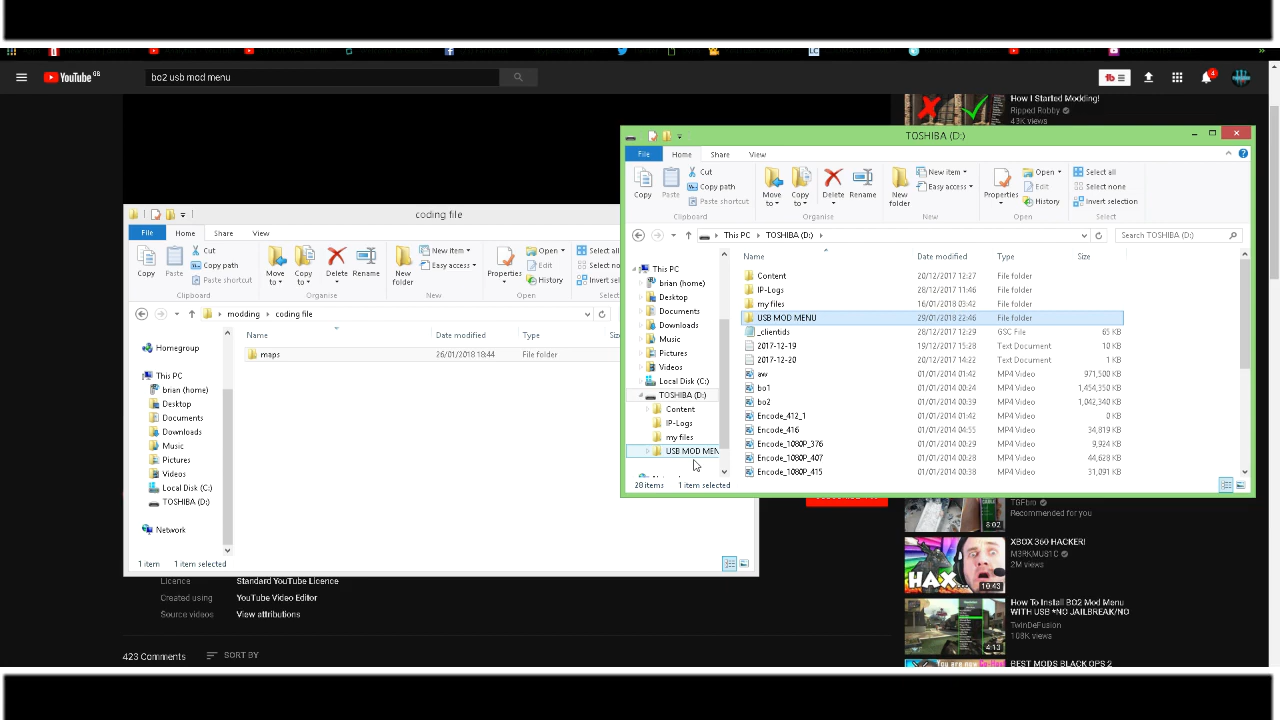 YouTube GB
bo2 usb mod menu
4
How I Started Modding!
Ripped Robby
43K views
coding file
File Home Share View
Copy
Paste
Cut
Copy path
Paste shortcut
Clipboard
Move to
Copy to
Delete
Rename
Organise
New folder
New item
Easy access
New
Properties
Open
Edit
History
Open
Select all
Select no
Invert se
modding coding file
Name Date modified Type Size
maps 26/01/2018 18:44 File folder
Homegroup
This PC
brian (home)
Desktop
Documents
Downloads
Music
Pictures
Videos
Local Disk (C:)
TOSHIBA (D:)
Network
1 item 1 item selected
TOSHIBA (D:)
File Home Share View
Copy
Paste
Cut
Copy path
Paste shortcut
Clipboard
Move to
Copy to
Delete
Rename
Organise
New folder
New item
Easy access
New
Properties
Open
Edit
History
Open
Select all
Select none
Invert selection
Select
This PC TOSHIBA (D:)
Search TOSHIBA (D:)
This PC
brian (home)
Desktop
Documents
Downloads
Music
Pictures
Videos
Local Disk (C:)
TOSHIBA (D:)
Content
IP-Logs
my files
USB MOD MEN
Name Date modified Type Size
Content 20/12/2017 12:27 File folder
IP-Logs 28/12/2017 11:46 File folder
my files 16/01/2018 03:42 File folder
USB MOD MENU 29/01/2018 22:46 File folder
_clientids 28/12/2017 12:29 GSC File 65 KB
2017-12-19 19/12/2017 15:28 Text Document 10 KB
2017-12-20 20/12/2017 14:22 Text Document 1 KB
aw 01/01/2014 01:42 MP4 Video 971,500 KB
bo1 01/01/2014 00:24 MP4 Video 1,454,350 KB
bo2 01/01/2014 00:39 MP4 Video 1,042,340 KB
Encode_412_1 01/01/2014 01:42 MP4 Video 0 KB
Encode_416 01/01/2014 04:55 MP4 Video 34,819 KB
Encode_1080P_376 01/01/2014 00:29 MP4 Video 9,924 KB
Encode_1080P_407 01/01/2014 00:38 MP4 Video 44,628 KB
Encode_1080P_415 01/01/2014 00:38 MP4 Video 31,091 KB
28 items 1 item selected
TGFbro
Recommended for you
8:02
XBOX 360 HACKER!
M3RKMUS1C
2M views
HAX
10:43
How To Install BO2 Mod Menu
WITH USB *NO JAILBREAK/NO
TwinDeFusion
108K views
4:13
BEST MODS BLACK OPS 2
Licence Standard YouTube Licence
Created using YouTube Video Editor
Source videos View attributions
423 Comments SORT BY